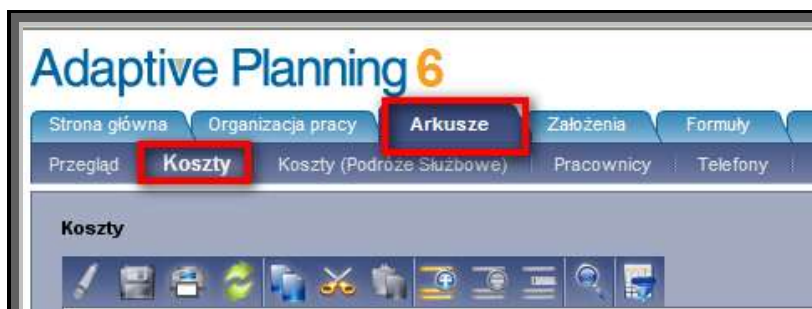 Adaptive Planning 6
Strona główna Organizacja pracy Arkusze Założenia Formuły
Przegląd Koszty Koszty (Podróże Służbowe) Pracownicy Telefony
Koszty